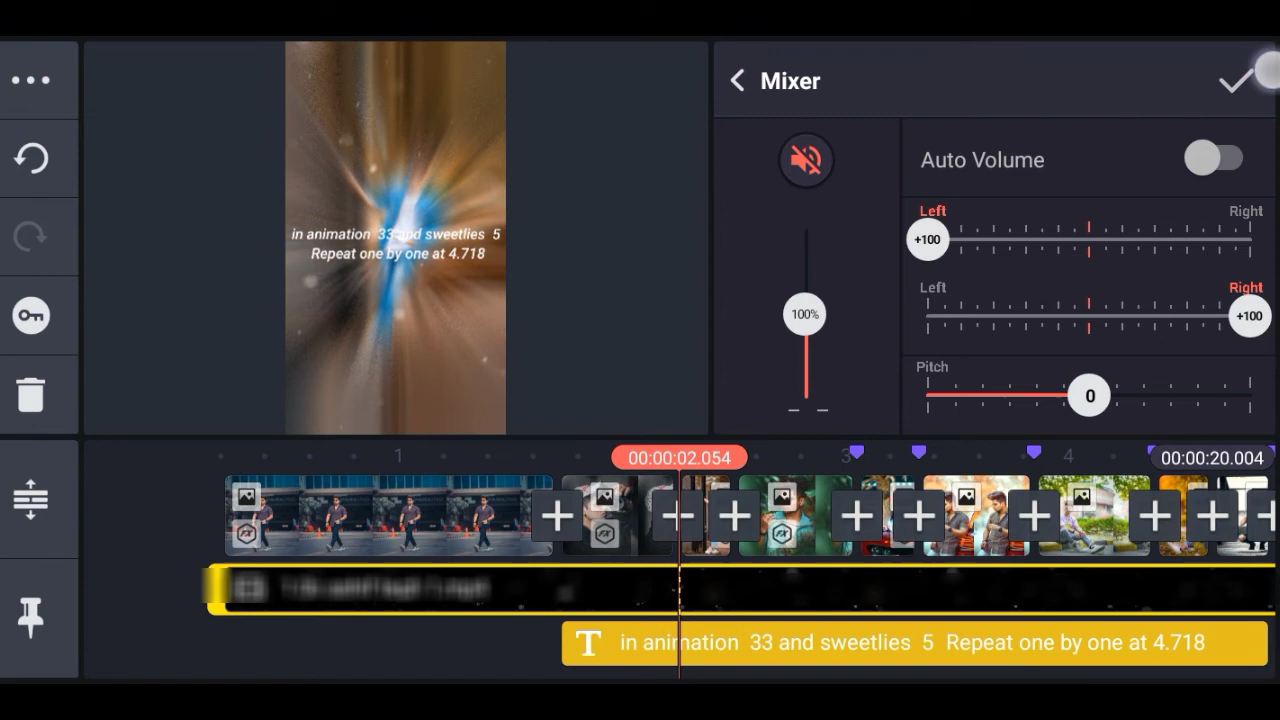 Mixer
Auto Volume
Left Right
+100
Left Right
+100
100%
Pitch
0
in animation 33 and sweetlies 5
Repeat one by one at 4.718
1 00:00:02.054 3 4 00:00:20.004
T in animation 33 and sweetlies 5 Repeat one by one at 4.718